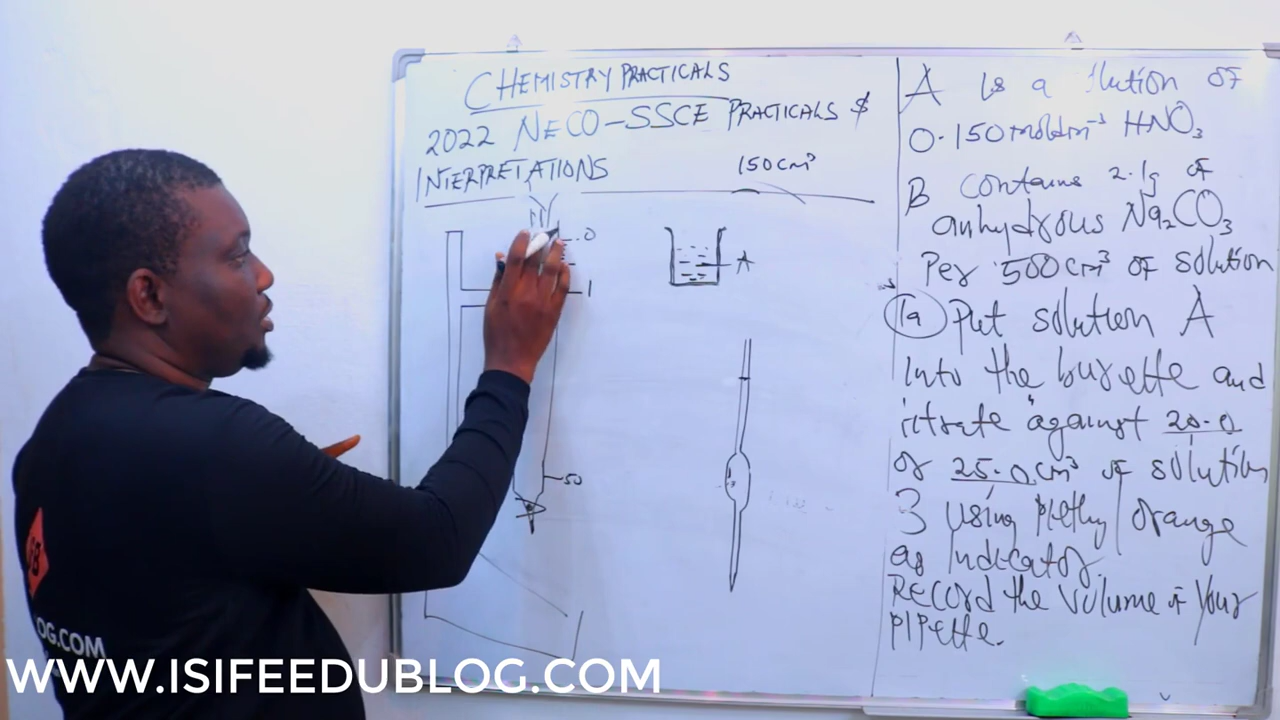 CHEMISTRY PRACTICALS
2022 NECO-SSCE PRACTICALS &
INTERPRETATIONS
150cm³
0
1
50
A
A is a lution of
0.150moldm⁻³ HNO₃
B contains 2.1g of
anhydrous Na₂CO₃
Per 500cm³ of solution
1a Put solution A
into the burette and
titrate against 20.0
or 25.0cm³ of solution
B using Methyl orange
as Indicator.
Record the volume of your
pipette.
OG.COM
WWW.ISIFEEDUBLOG.COM